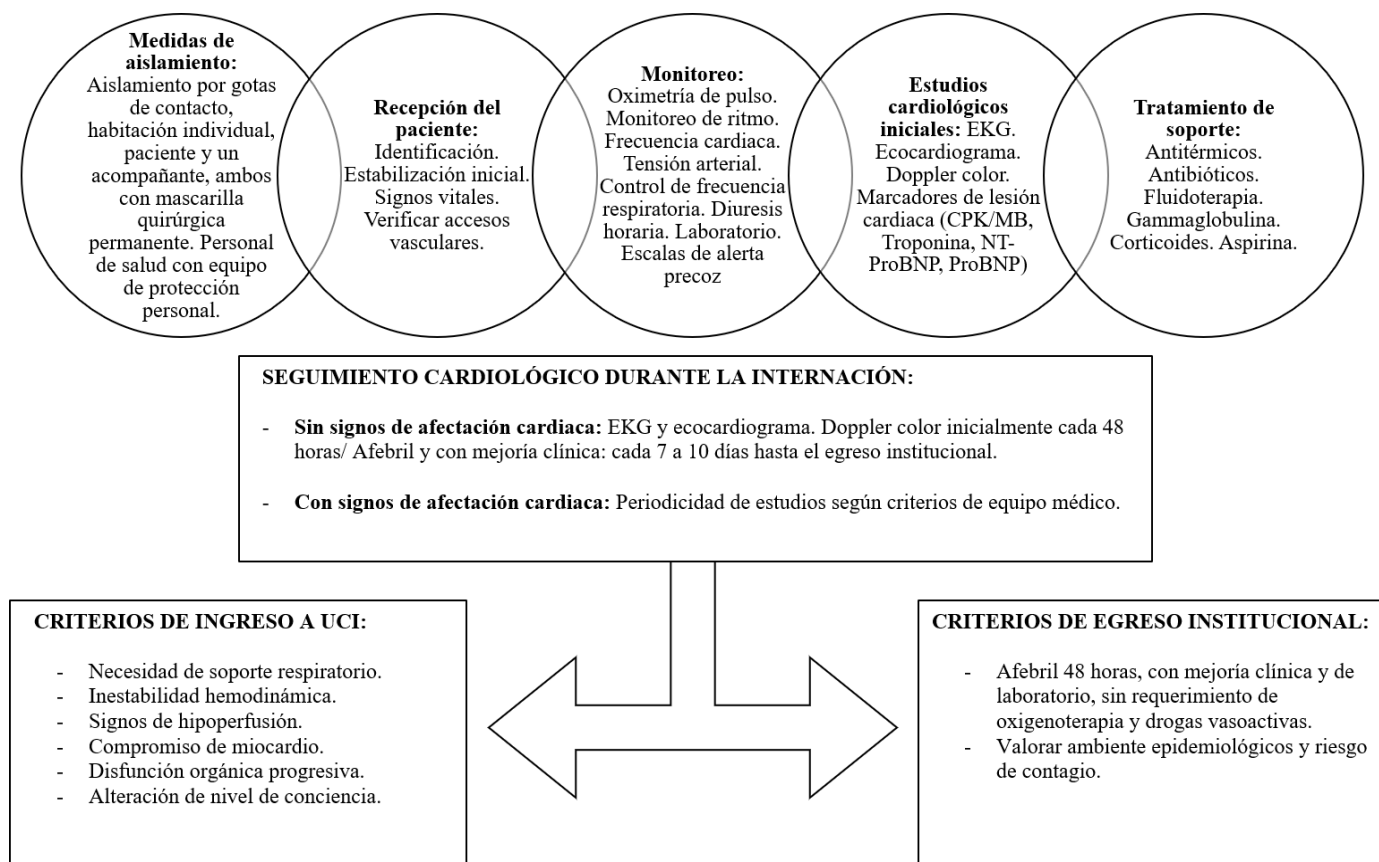 Medidas de
aislamiento:
Aislamiento por gotas
de contacto,
habitación individual,
paciente y un
acompañante, ambos
con mascarilla
quirúrgica
permanente. Personal
de salud con equipo
de protección
personal.
Recepción del
paciente:
Identificación.
Estabilización inicial.
Signos vitales.
Verificar accesos
vasculares.
Monitoreo:
Oximetría de pulso.
Monitoreo de ritmo.
Frecuencia cardiaca.
Tensión arterial.
Control de frecuencia
respiratoria. Diuresis
horaria. Laboratorio.
Escalas de alerta
precoz
Estudios
cardiológicos
iniciales: EKG.
Ecocardiograma.
Doppler color.
Marcadores de lesión
cardiaca (CPK/MB,
Troponina, NT-
ProBNP, ProBNP)
Tratamiento de
soporte:
Antitérmicos.
Antibióticos.
Fluidoterapia.
Gammaglobulina.
Corticoides. Aspirina.
SEGUIMIENTO CARDIOLÓGICO DURANTE LA INTERNACIÓN:
- Sin signos de afectación cardiaca: EKG y ecocardiograma. Doppler color inicialmente cada 48
horas/ Afebril y con mejoría clínica: cada 7 a 10 días hasta el egreso institucional.
- Con signos de afectación cardiaca: Periodicidad de estudios según criterios de equipo médico.
CRITERIOS DE INGRESO A UCI:
- Necesidad de soporte respiratorio.
- Inestabilidad hemodinámica.
- Signos de hipoperfusión.
- Compromiso de miocardio.
- Disfunción orgánica progresiva.
- Alteración de nivel de conciencia.
CRITERIOS DE EGRESO INSTITUCIONAL:
- Afebril 48 horas, con mejoría clínica y de
laboratorio, sin requerimiento de
oxigenoterapia y drogas vasoactivas.
- Valorar ambiente epidemiológicos y riesgo
de contagio.